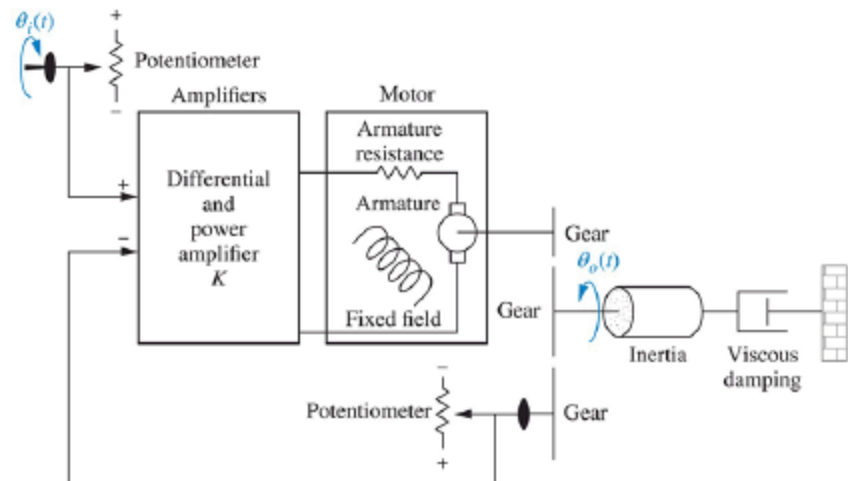 θi(t)
+
Potentiometer
−
Amplifiers
Motor
Armature
resistance
+
Differential
and
power
amplifier
K
−
Armature
Fixed field
Gear
θo(t)
Gear
Inertia
Viscous
damping
−
Potentiometer
+
Gear